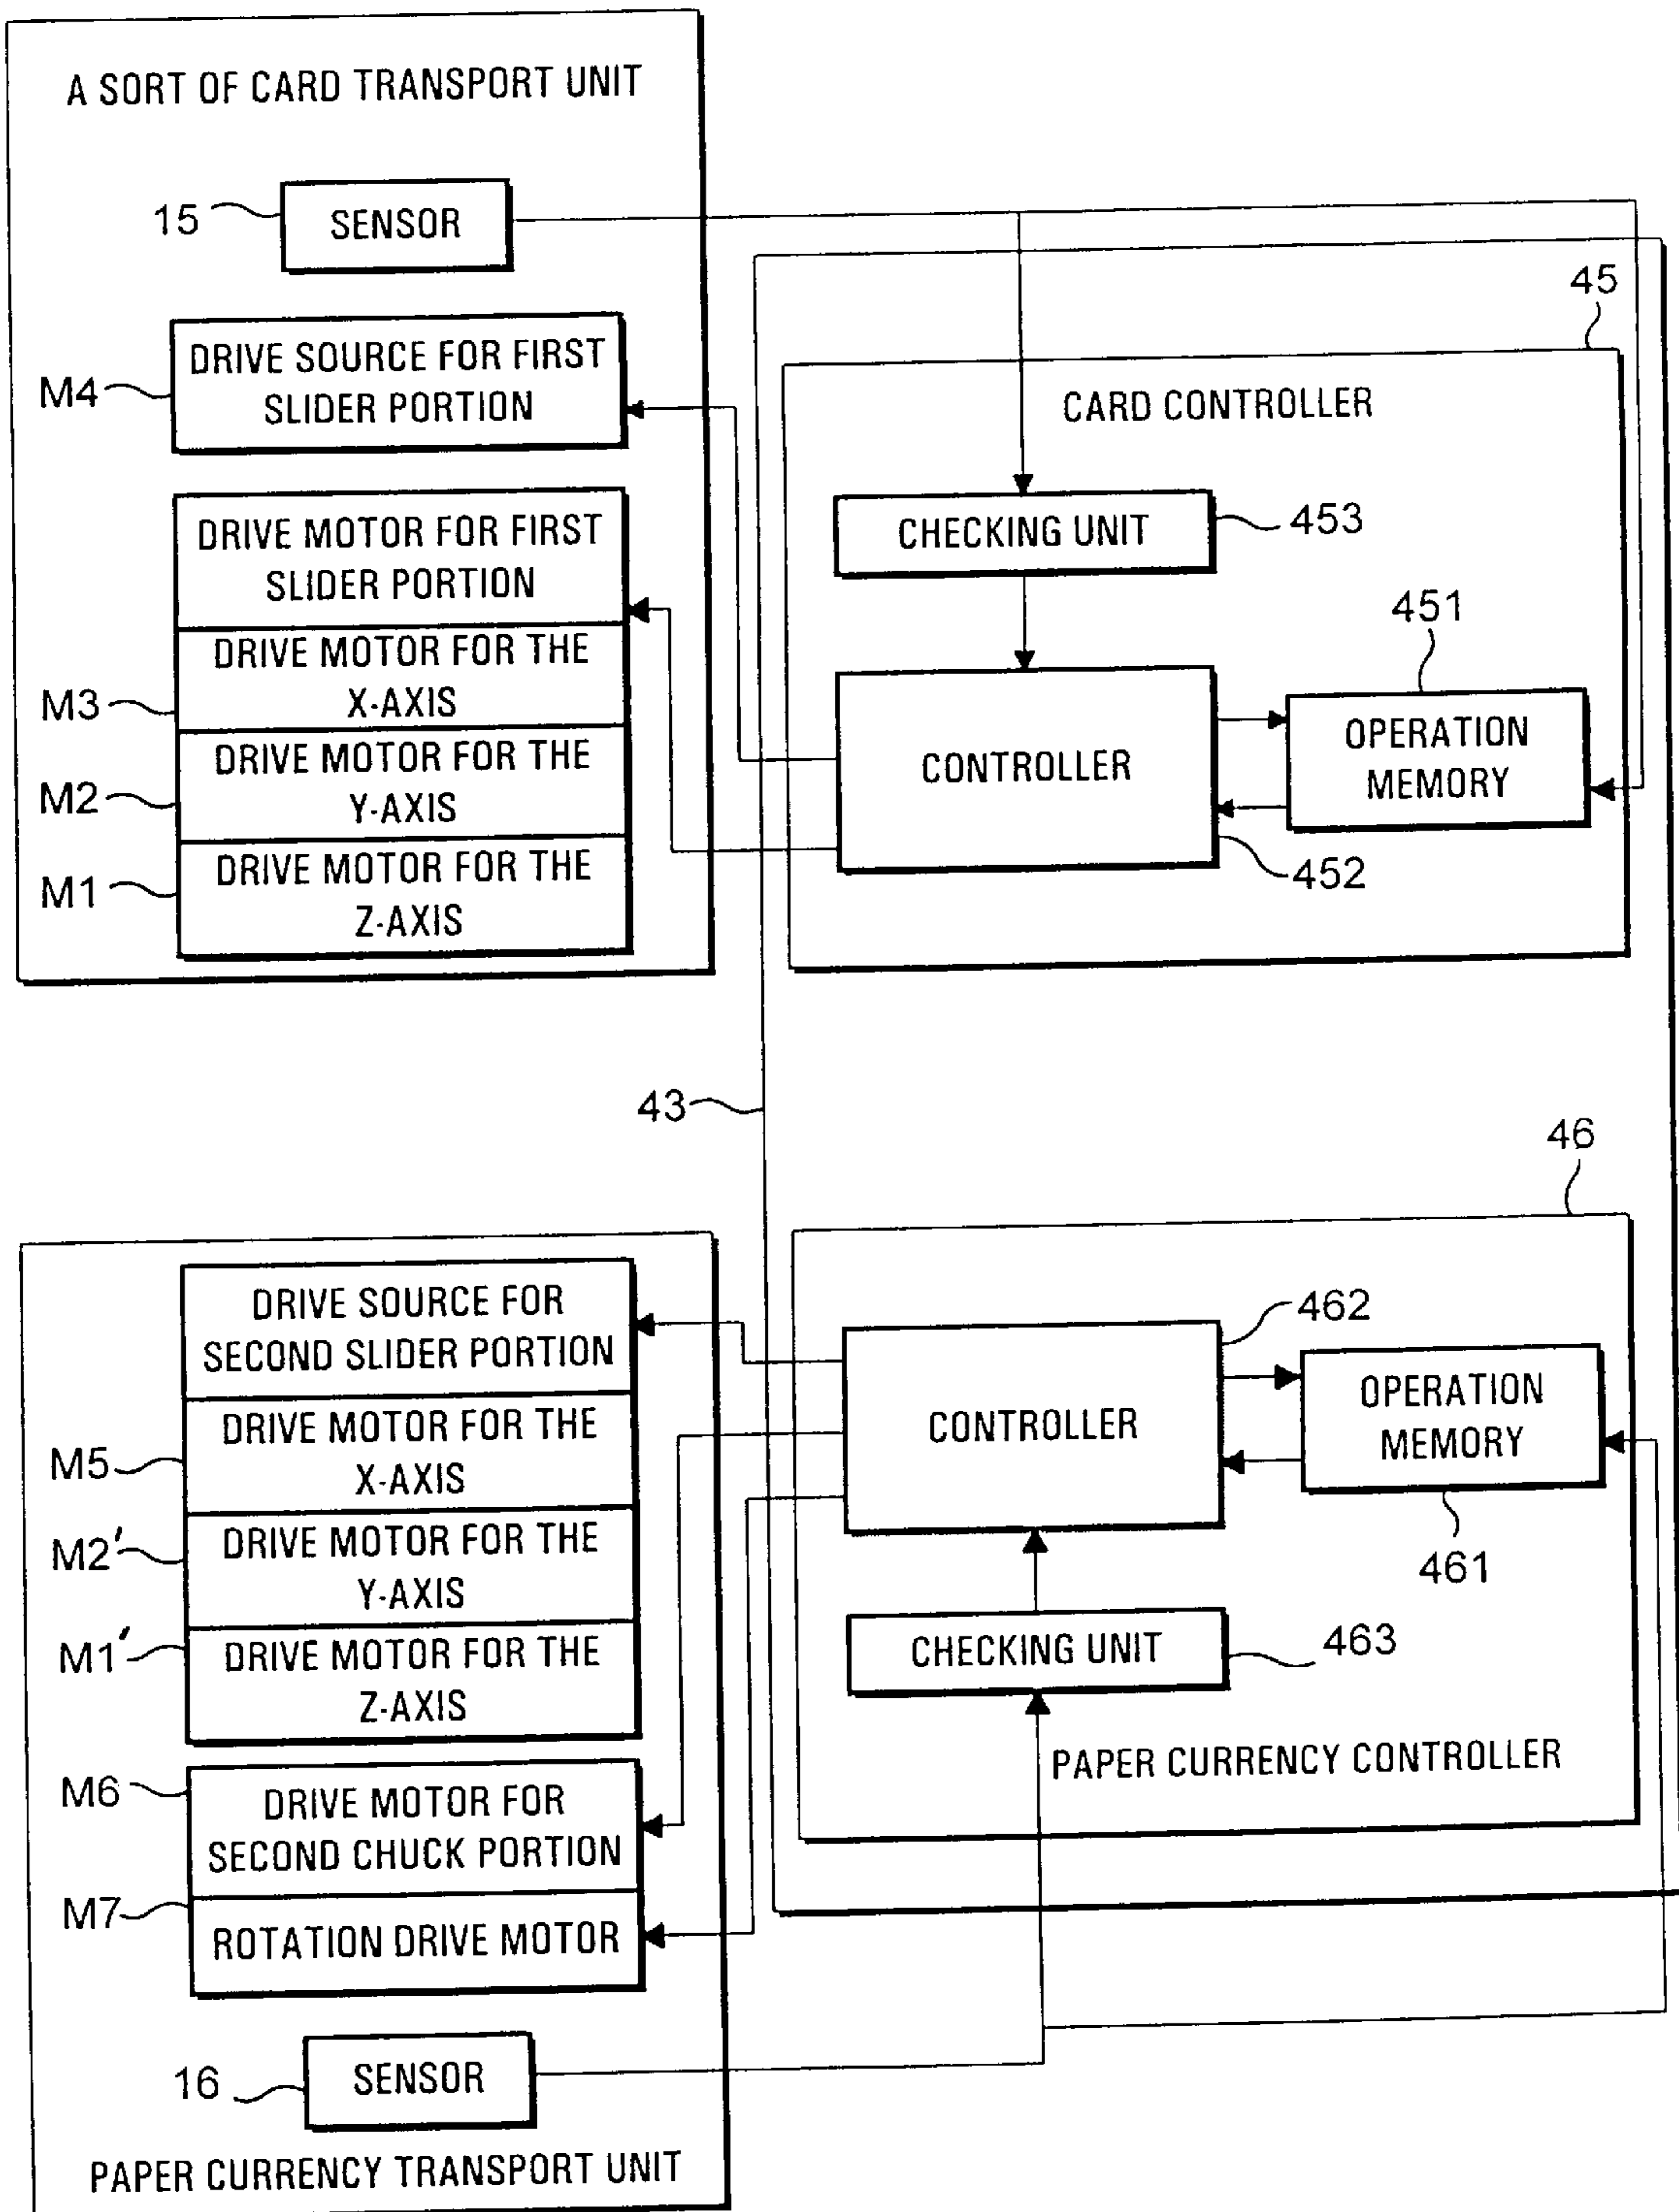 A SORT OF CARD TRANSPORT UNIT
15
SENSOR
M4
DRIVE SOURCE FOR FIRST
SLIDER PORTION
DRIVE MOTOR FOR FIRST
SLIDER PORTION
M3
DRIVE MOTOR FOR THE
X-AXIS
M2
DRIVE MOTOR FOR THE
Y-AXIS
M1
DRIVE MOTOR FOR THE
Z-AXIS
45
CARD CONTROLLER
CHECKING UNIT
453
451
CONTROLLER
OPERATION
MEMORY
452
43
46
DRIVE SOURCE FOR
SECOND SLIDER PORTION
M5
DRIVE MOTOR FOR THE
X-AXIS
M2'
DRIVE MOTOR FOR THE
Y-AXIS
M1'
DRIVE MOTOR FOR THE
Z-AXIS
M6
DRIVE MOTOR FOR
SECOND CHUCK PORTION
M7
ROTATION DRIVE MOTOR
16
SENSOR
PAPER CURRENCY TRANSPORT UNIT
462
CONTROLLER
OPERATION
MEMORY
461
CHECKING UNIT
463
PAPER CURRENCY CONTROLLER